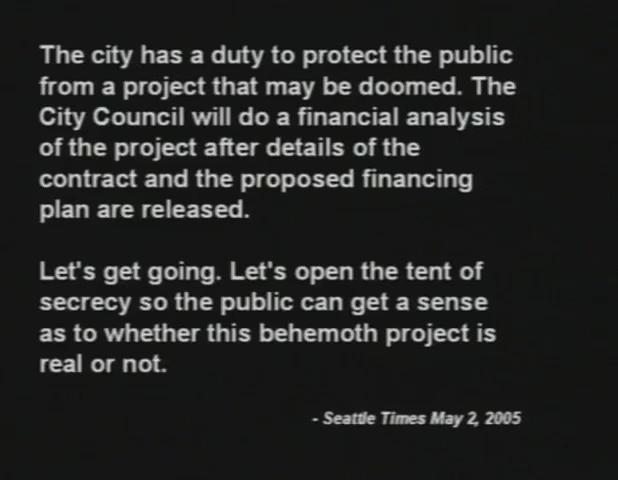 The city has a duty to protect the public
from a project that may be doomed. The
City Council will do a financial analysis
of the project after details of the
contract and the proposed financing
plan are released.
Let's get going. Let's open the tent of
secrecy so the public can get a sense
as to whether this behemoth project is
real or not.
- Seattle Times May 2, 2005